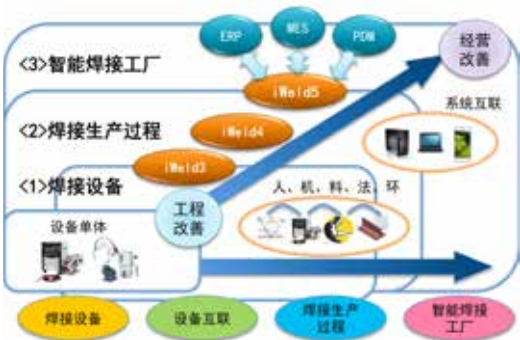 ERP
MES
PDM
经营
改善
<3>智能焊接工厂
iWeld5
系统互联
<2>焊接生产过程
iWeld4
iWeld3
<1>焊接设备
人、机、料、法、环
工程
改善
设备单体
焊接设备
设备互联
焊接生产
过程
智能焊接
工厂